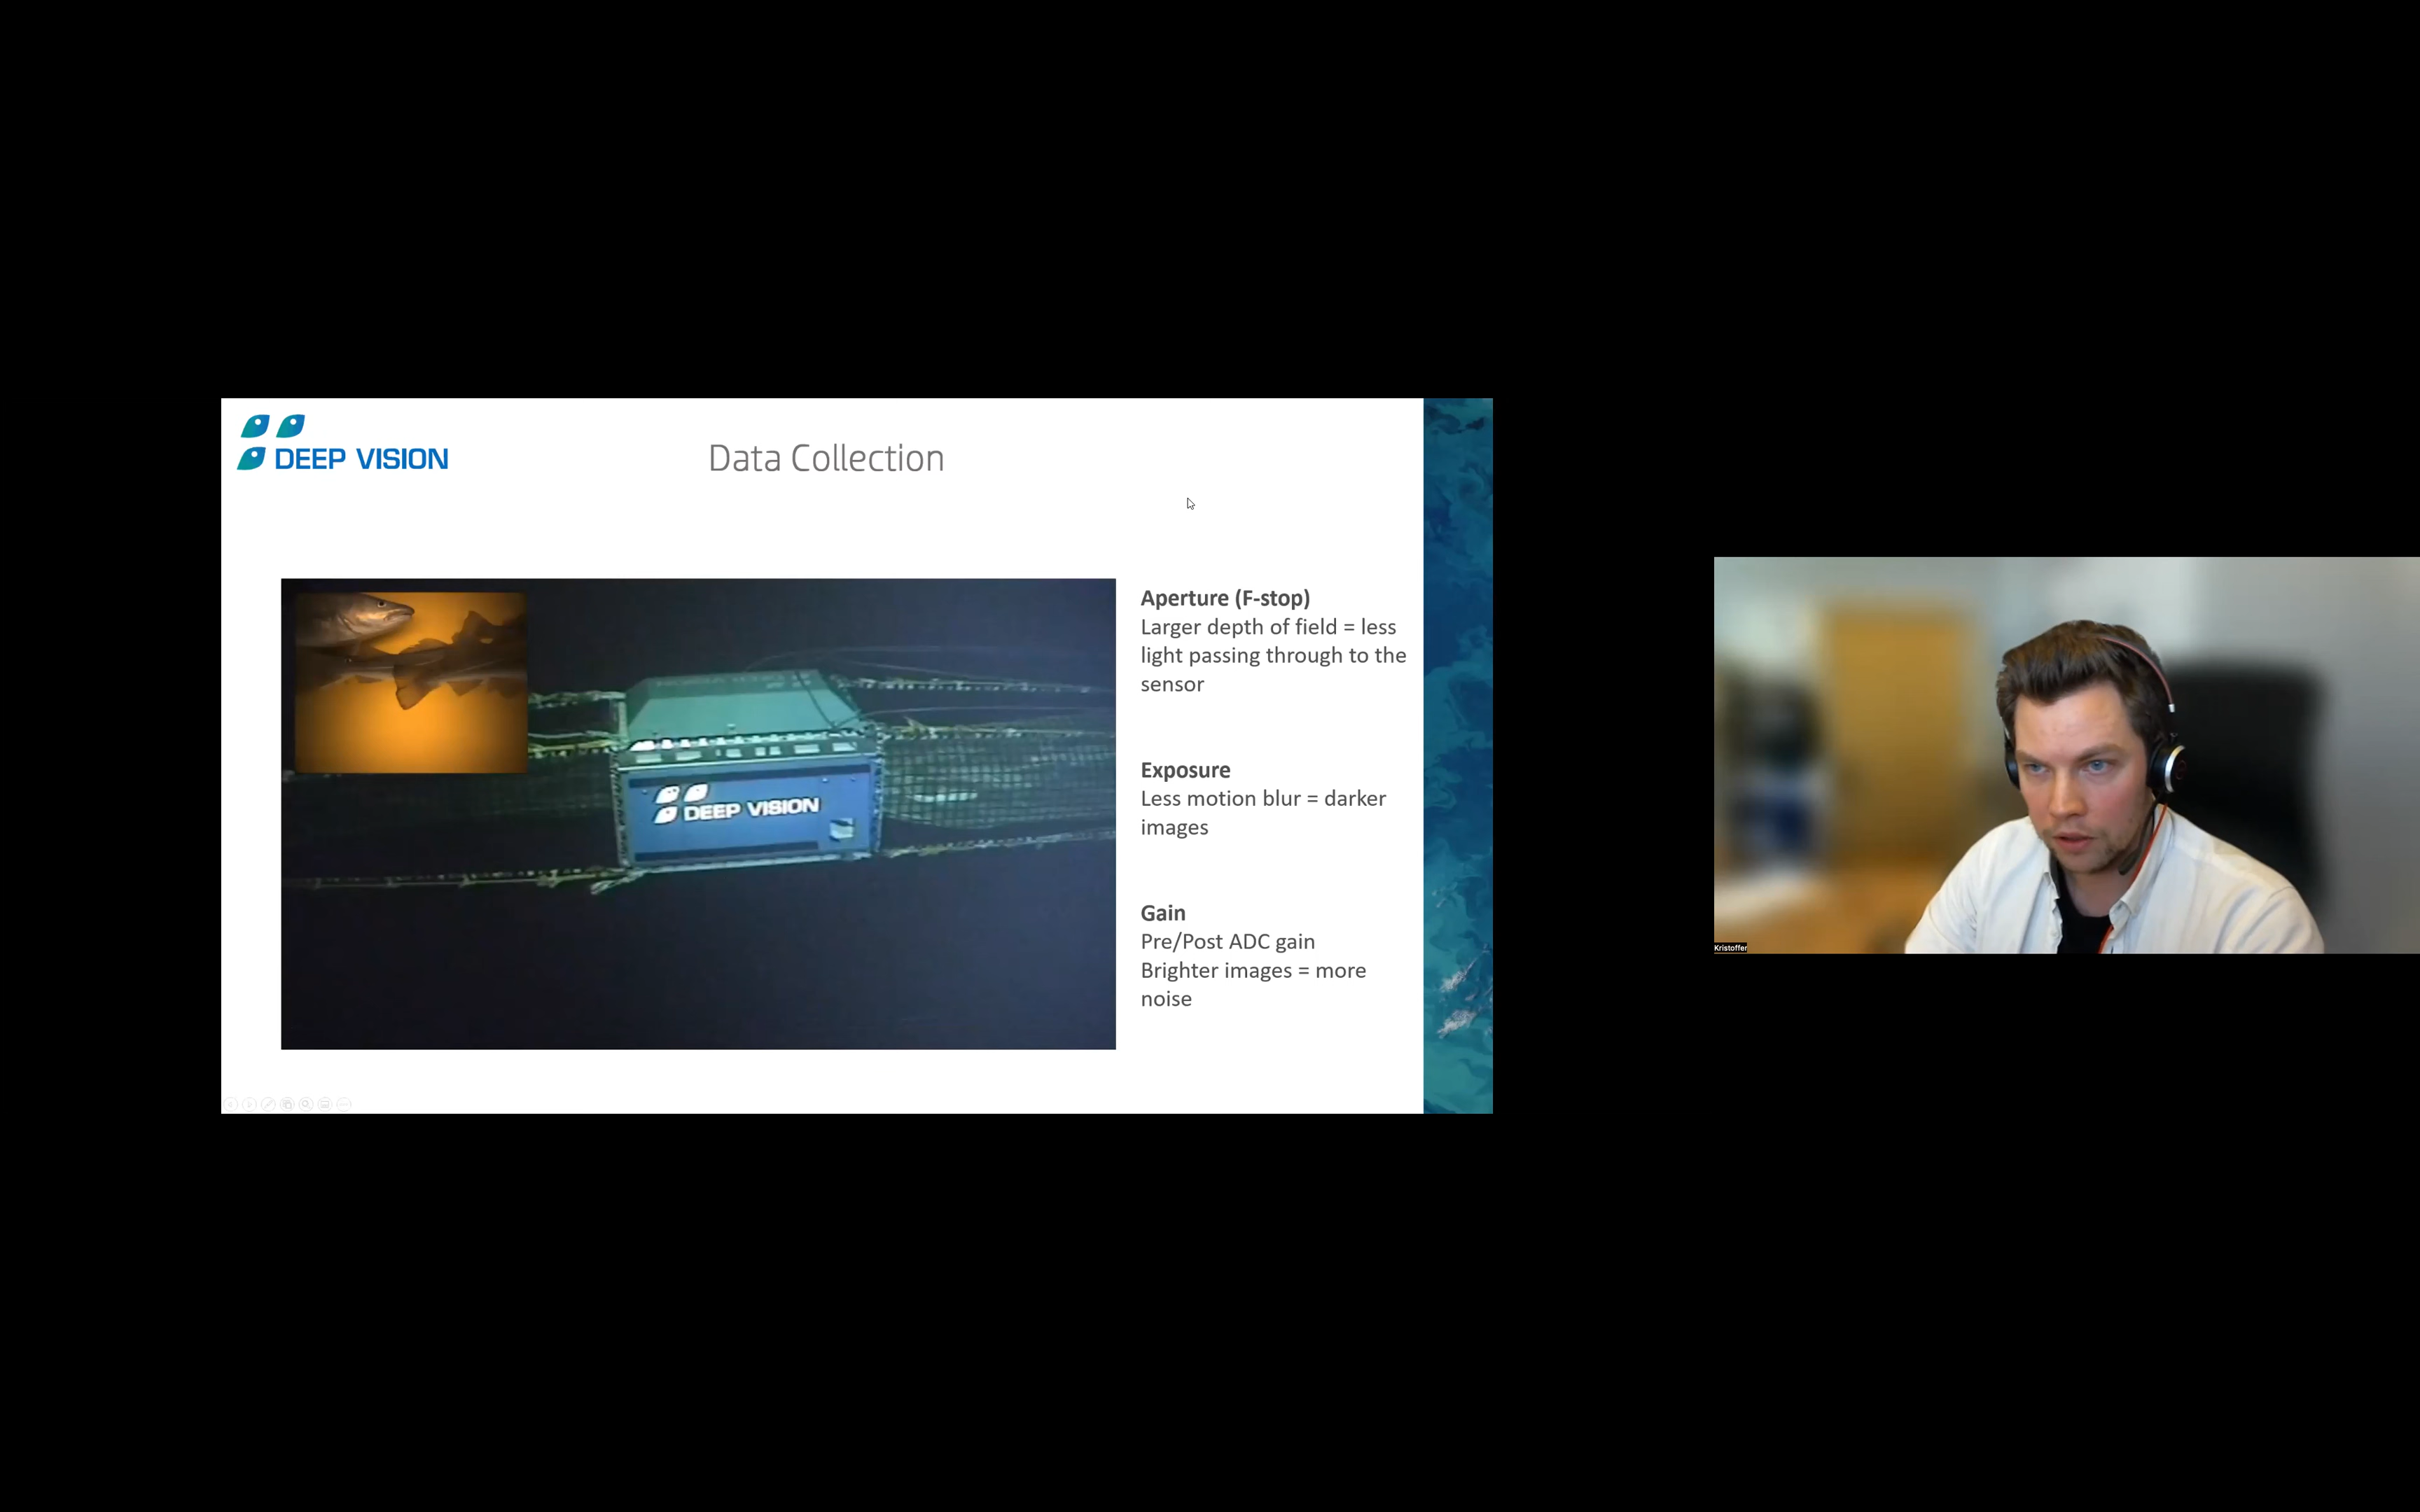 DEEP VISION
Data Collection
DEEP VISION
Aperture (F-stop)
Larger depth of field = less
light passing through to the
sensor
Exposure
Less motion blur = darker
images
Gain
Pre/Post ADC gain
Brighter images = more
noise
Kristoffer